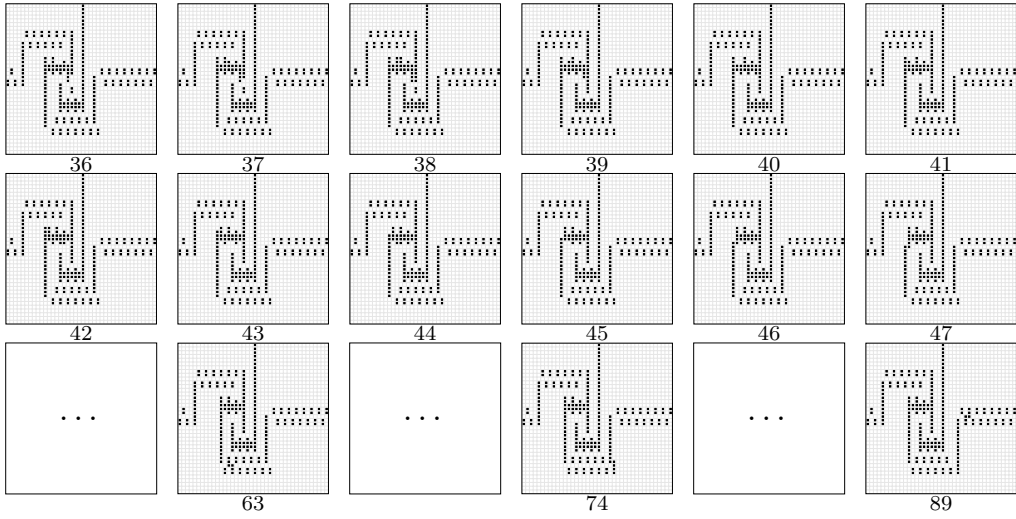 36 37 38 39 40 41
42 43 44 45 46 47
. . . . . . . . .
63 74 89